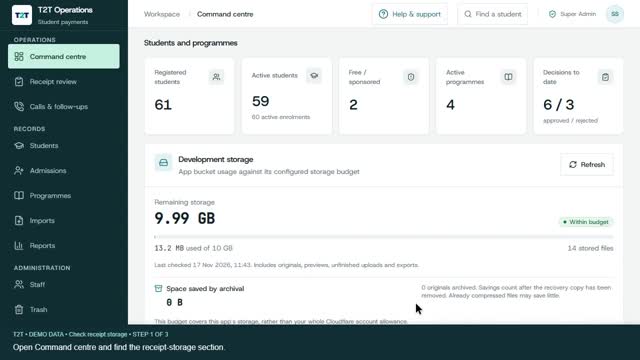 T2T
T2T Operations
Student payments
Workspace
Command centre
Help & support
Find a student
Super Admin
SS
OPERATIONS
Command centre
Receipt review
Calls & follow-ups
RECORDS
Students
Admissions
Programmes
Imports
Reports
ADMINISTRATION
Staff
Trash
Students and programmes
Registered
students
61
Active students
59
60 active enrolments
Free /
sponsored
2
Active
programmes
4
Decisions to
date
6 / 3
approved / rejected
Development storage
App bucket usage against its configured storage budget
Refresh
Remaining storage
9.99 GB
Within budget
13.2 MB used of 10 GB
14 stored files
Last checked 17 Nov 2026, 11:43. Includes originals, previews, unfinished uploads and exports.
Space saved by archival
0 B
0 originals archived. Savings count after the recovery copy has been
removed. Already compressed files may save little.
This budget covers this app's storage, rather than your whole Cloudflare account allowance.
T2T • DEMO DATA • Check receipt storage • STEP 1 OF 3
Open Command centre and find the receipt-storage section.